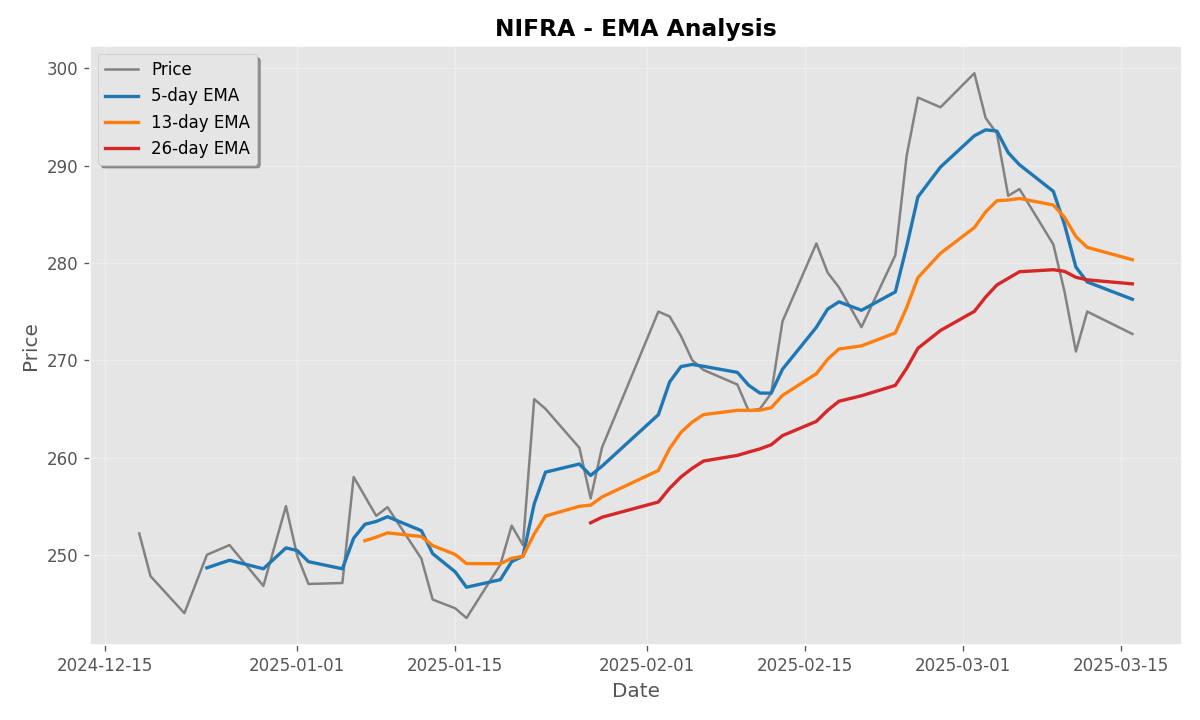 NIFRA - EMA Analysis
Price
5-day EMA
13-day EMA
26-day EMA
300
290
280
270
260
250
Price
2024-12-15
2025-01-01
2025-01-15
2025-02-01
2025-02-15
2025-03-01
2025-03-15
Date